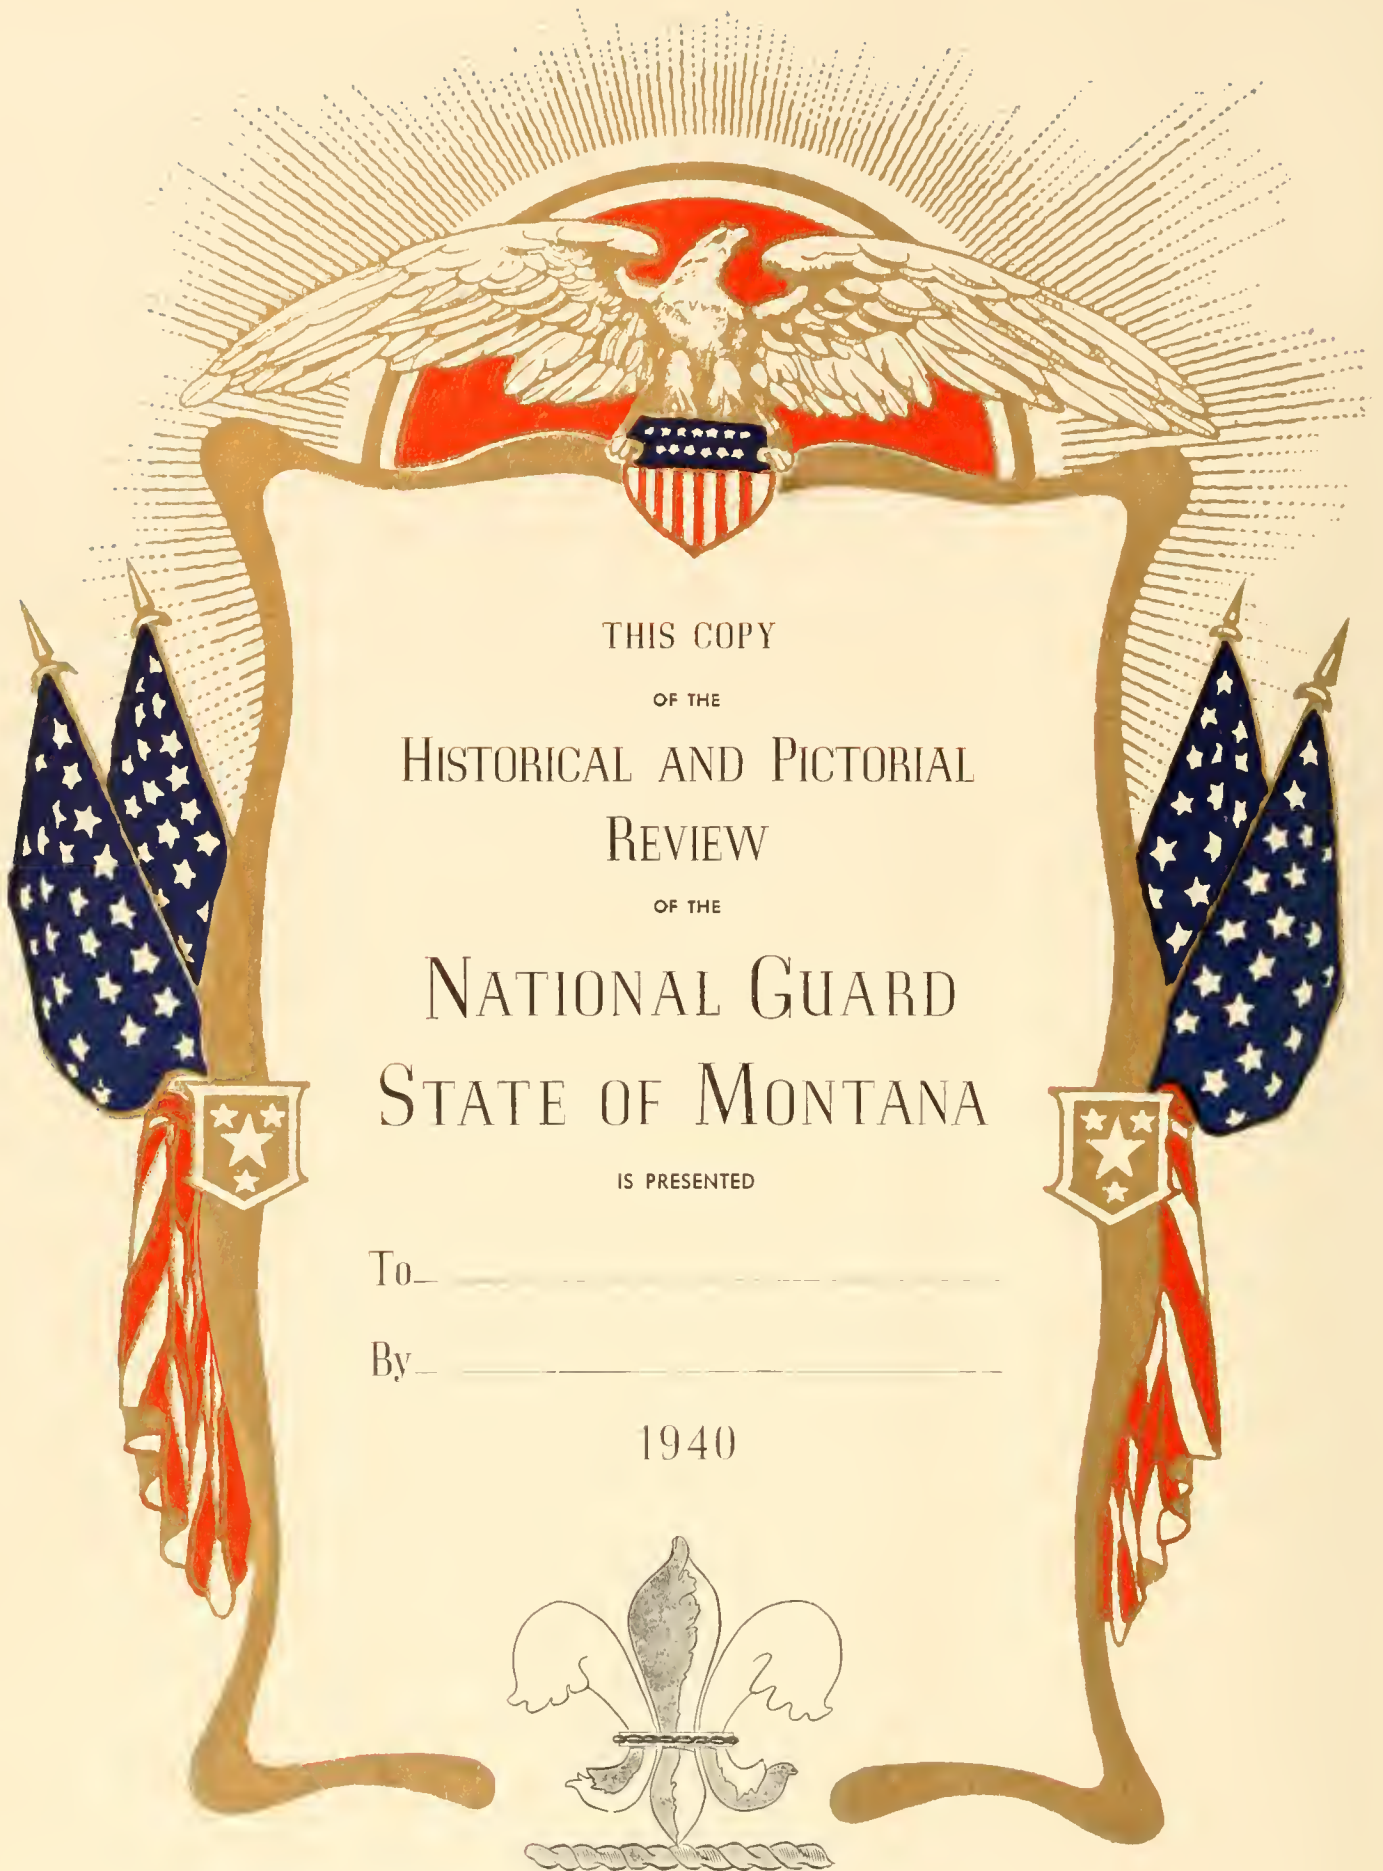 THIS COPY
OF THE
HISTORICAL AND PICTORIAL
REVIEW
OF THE
NATIONAL GUARD
STATE OF MONTANA
IS PRESENTED
To
By
1940